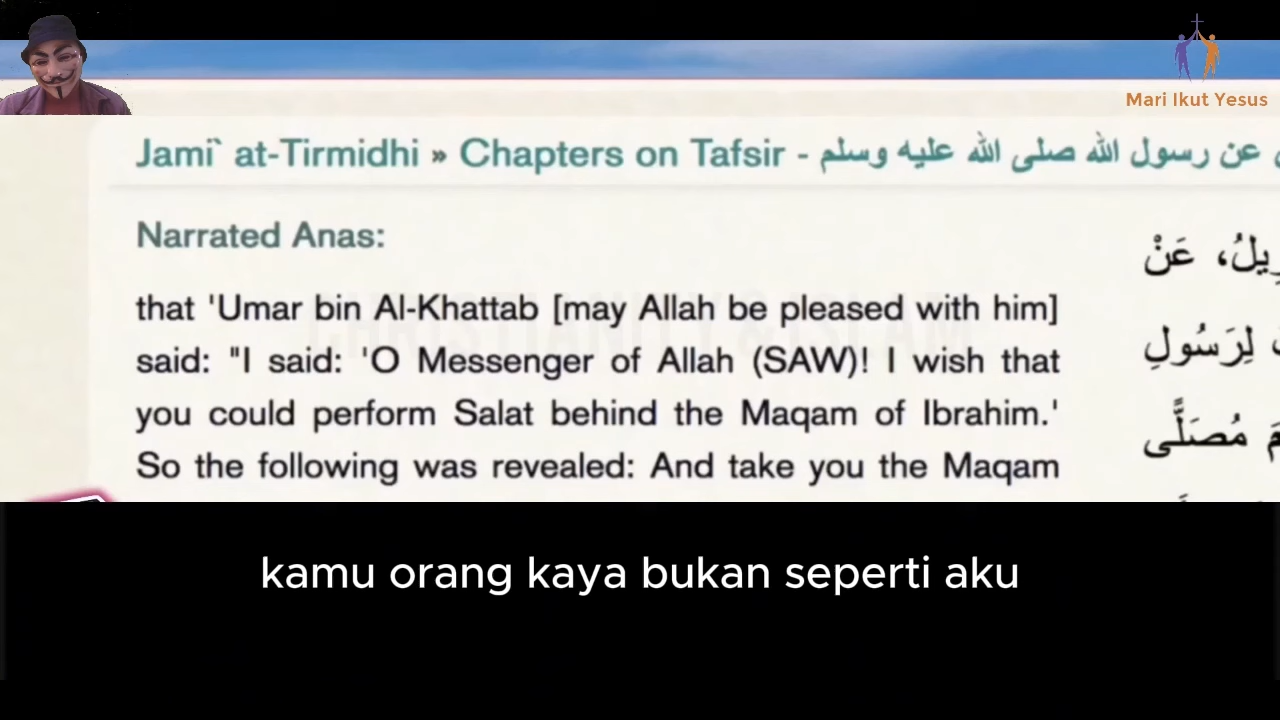 Mari Ikut Yesus
Jami` at-Tirmidhi » Chapters on Tafsir - عن رسول الله صلى الله عليه وسلم
Narrated Anas:
that 'Umar bin Al-Khattab [may Allah be pleased with him]
said: "I said: 'O Messenger of Allah (SAW)! I wish that
you could perform Salat behind the Maqam of Ibrahim.'
So the following was revealed: And take you the Maqam
عَنْ
لِرَسُولِ
مُصَلًّى
CHRISTIANITY & ISLAM
kamu orang kaya bukan seperti aku